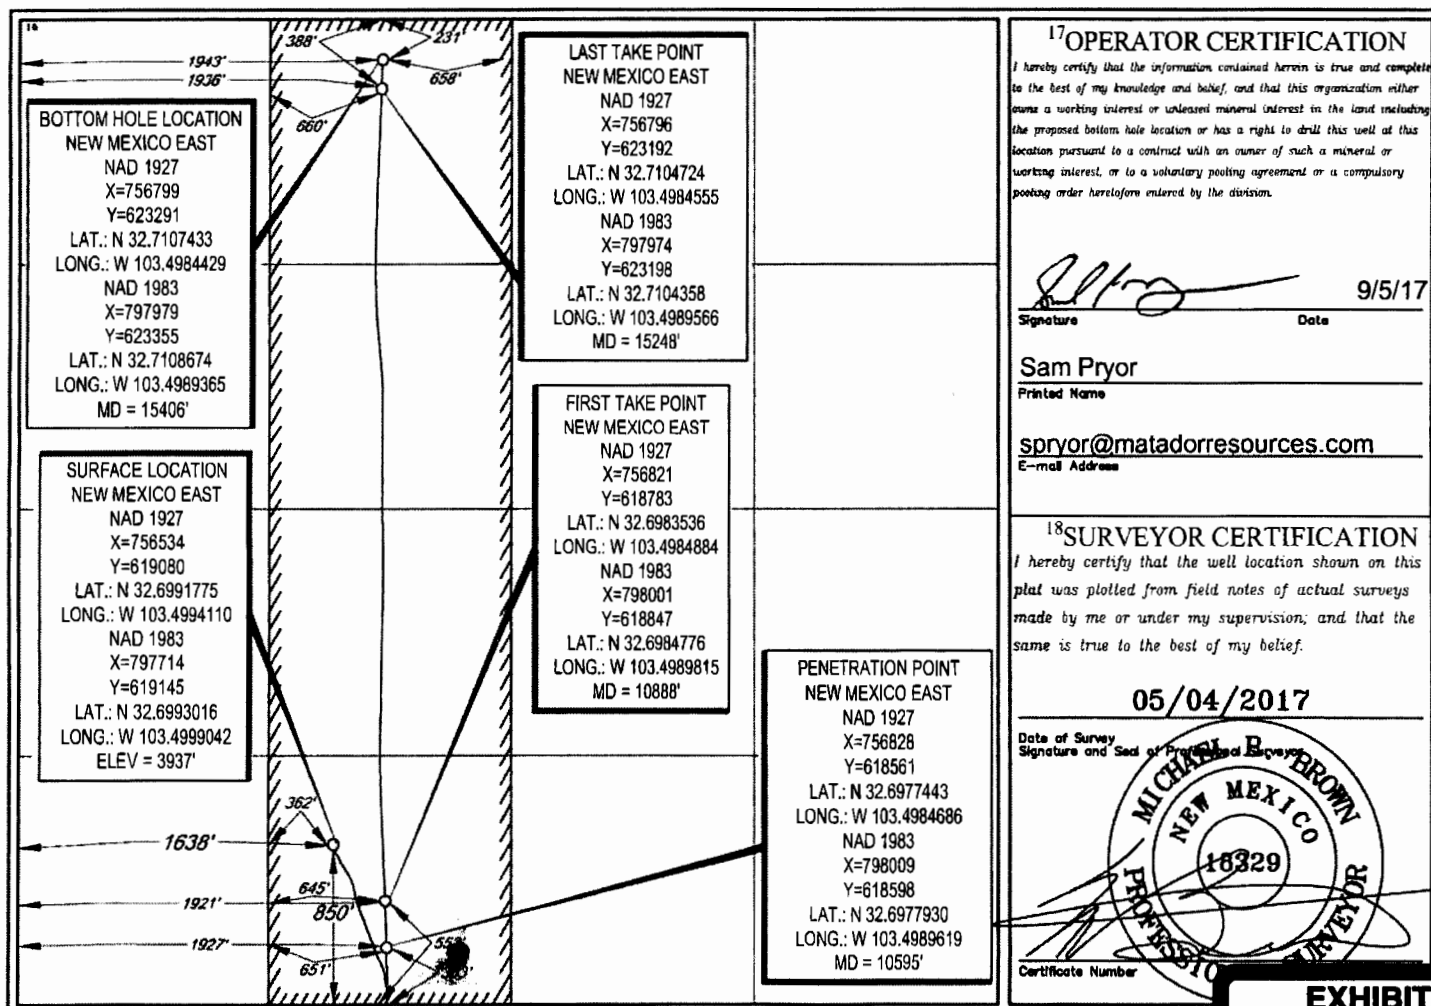 16
388'
231'
1943'
1936'
658'
660'
BOTTOM HOLE LOCATION
NEW MEXICO EAST
NAD 1927
X=756799
Y=623291
LAT.: N 32.7107433
LONG.: W 103.4984429
NAD 1983
X=797979
Y=623355
LAT.: N 32.7108674
LONG.: W 103.4989365
MD = 15406'
LAST TAKE POINT
NEW MEXICO EAST
NAD 1927
X=756796
Y=623192
LAT.: N 32.7104724
LONG.: W 103.4984555
NAD 1983
X=797974
Y=623198
LAT.: N 32.7104358
LONG.: W 103.4989566
MD = 15248'
SURFACE LOCATION
NEW MEXICO EAST
NAD 1927
X=756534
Y=619080
LAT.: N 32.6991775
LONG.: W 103.4994110
NAD 1983
X=797714
Y=619145
LAT.: N 32.6993016
LONG.: W 103.4999042
ELEV = 3937'
FIRST TAKE POINT
NEW MEXICO EAST
NAD 1927
X=756821
Y=618783
LAT.: N 32.6983536
LONG.: W 103.4984884
NAD 1983
X=798001
Y=618847
LAT.: N 32.6984776
LONG.: W 103.4989815
MD = 10888'
PENETRATION POINT
NEW MEXICO EAST
NAD 1927
X=756828
Y=618561
LAT.: N 32.6977443
LONG.: W 103.4984686
NAD 1983
X=798009
Y=618598
LAT.: N 32.6977930
LONG.: W 103.4989619
MD = 10595'
362'
1638'
645'
850'
1921'
1927'
651'
17 OPERATOR CERTIFICATION
I hereby certify that the information contained herein is true and complete
to the best of my knowledge and belief, and that this organization either
owns a working interest or unleased mineral interest in the land including
the proposed bottom hole location or has a right to drill this well at this
location pursuant to a contract with an owner of such a mineral or
working interest, or to a voluntary pooling agreement or a compulsory
pooling order heretofore entered by the division.
9/5/17
Signature Date
Sam Pryor
Printed Name
spryor@matadorresources.com
E-mail Address
18 SURVEYOR CERTIFICATION
I hereby certify that the well location shown on this
plat was plotted from field notes of actual surveys
made by me or under my supervision; and that the
same is true to the best of my belief.
05/04/2017
Date of Survey
Signature and Seal of Professional Surveyor
MICHAEL B. BROWN
NEW MEXICO
18329
SURVEYOR
Certificate Number
EXHIBIT